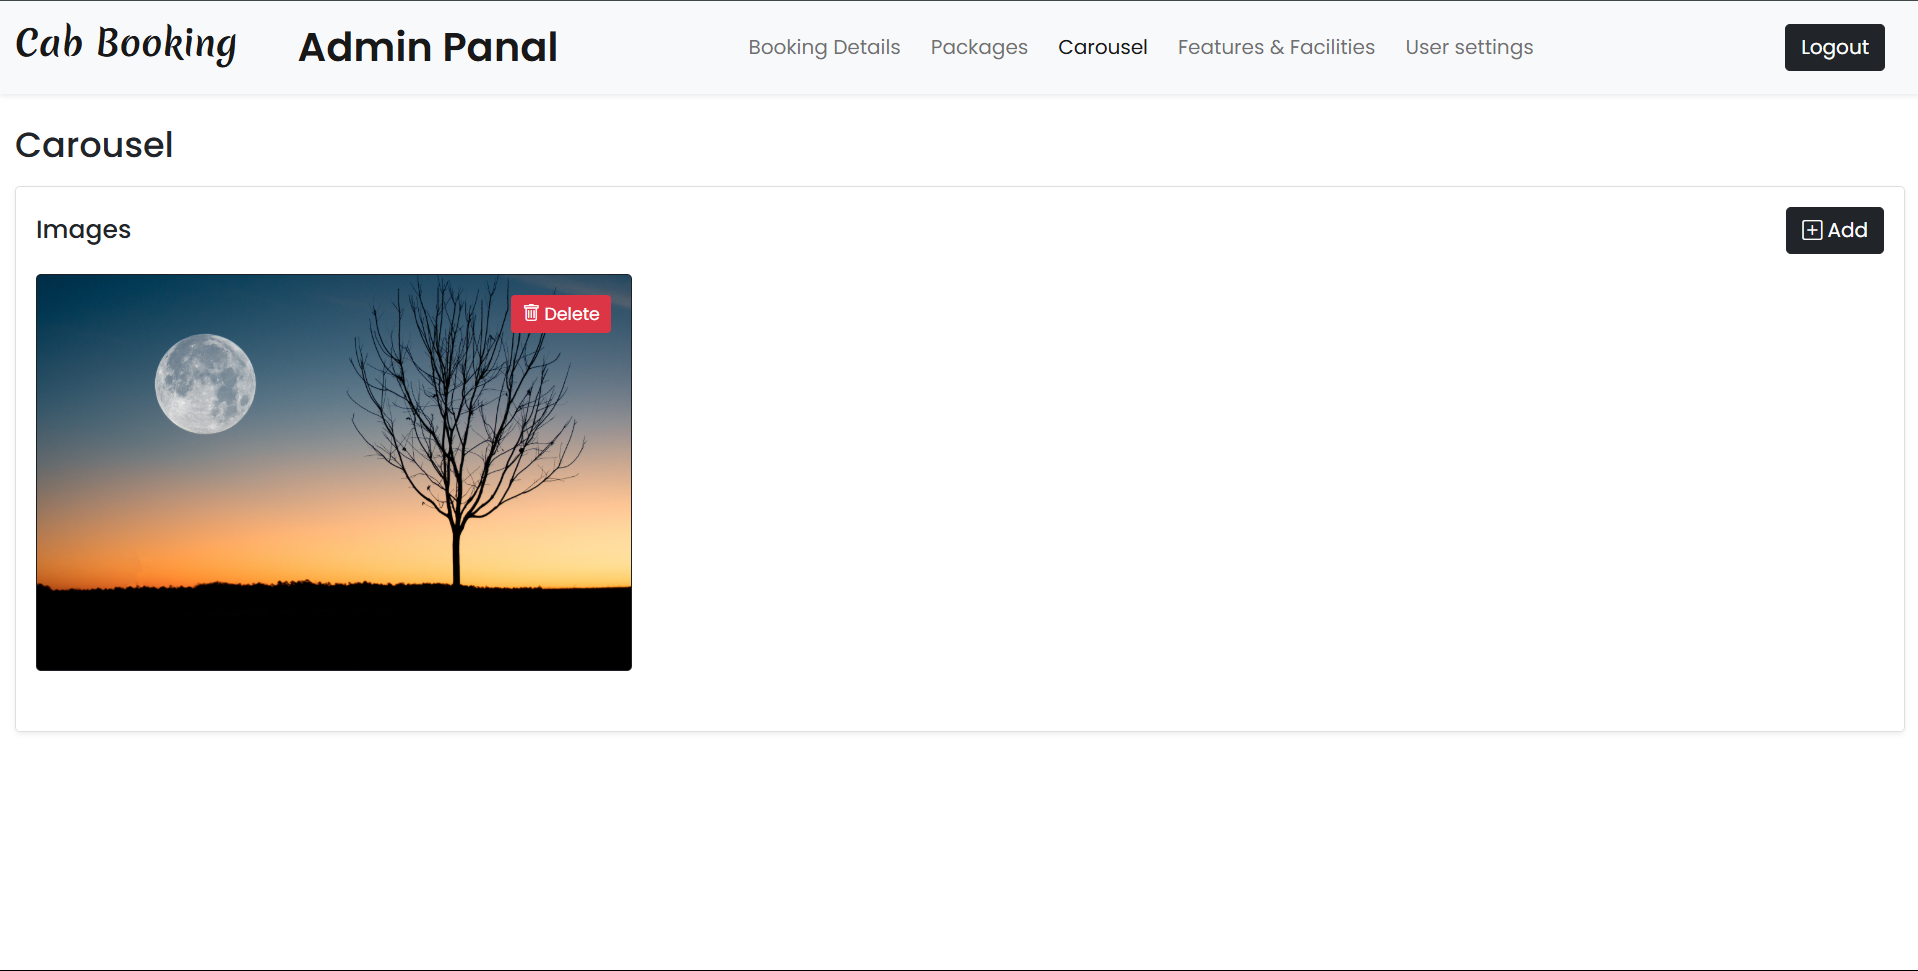 Cab Booking Admin Panal Booking Details Packages Carousel Features & Facilities User settings Logout
Carousel
Images Add
Delete